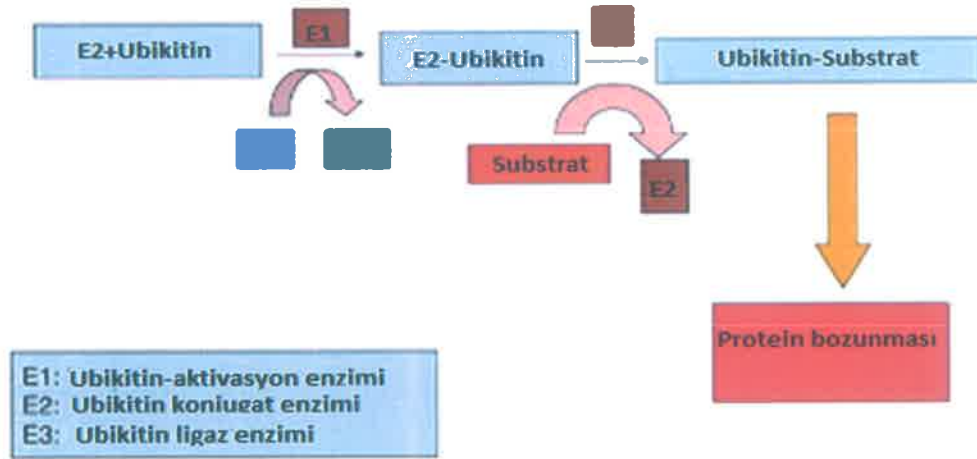 E2+Ubikitin
E1
E2-Ubikitin
Ubikitin-Substrat
Substrat
E2
Protein bozunması
E1: Ubikitin-aktivasyon enzimi
E2: Ubikitin konjugat enzimi
E3: Ubikitin ligaz enzimi